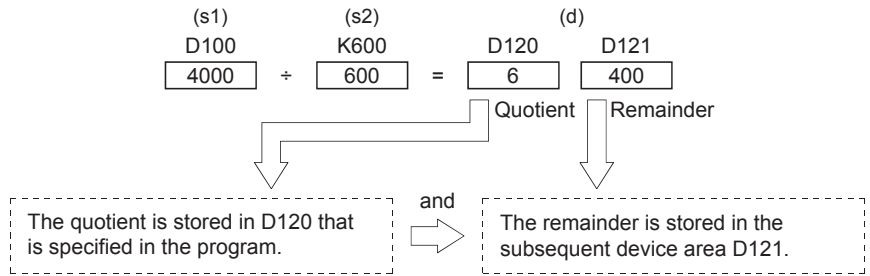 (s1) (s2) (d)
D100 K600 D120 D121
4000 ÷ 600 = 6 400
Quotient Remainder
and
The quotient is stored in D120 that
is specified in the program.
The remainder is stored in the
subsequent device area D121.